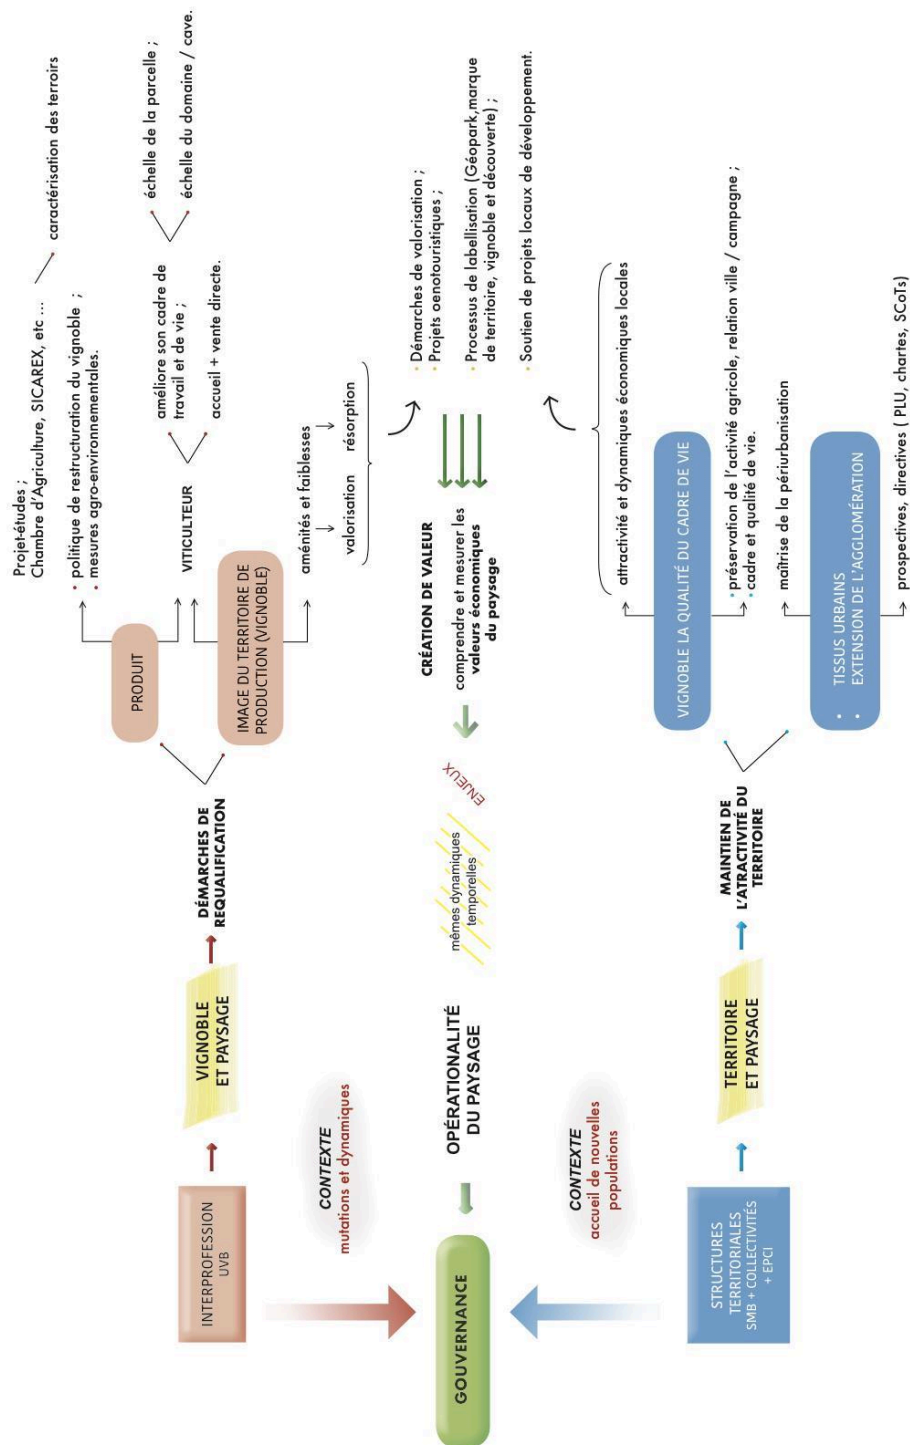 INTERPROFESSION
UVB
VIGNOBLE
ET PAYSAGE
DÉMARCHES DE
REQUALIFICATION
PRODUIT
Projet-études ;
Chambre d'Agriculture, SICAREX, etc ...
caractérisation des terroirs
• politique de restructuration du vignoble ;
• mesures agro-environnementales.
VITICULTEUR
améliore son cadre de
travail et de vie ;
accueil + vente directe.
échelle de la parcelle ;
échelle du domaine / cave.
IMAGE DU TERRITOIRE DE
PRODUCTION (VIGNOBLE)
aménités et faiblesses
valorisation
résorption
CONTEXTE
mutations et dynamiques
GOUVERNANCE
OPÉRATIONALITÉ
DU PAYSAGE
mêmes dynamiques
temporelles
ENJEUX
CRÉATION DE VALEUR
comprendre et mesurer les
valeurs économiques
du paysage
• Démarches de valorisation ;
• Projets oenotouristiques ;
• Processus de labellisation (Géopark,marque
de territoire, vignoble et découverte) ;
• Soutien de projets locaux de développement.
CONTEXTE
accueil de nouvelles
populations
STRUCTURES
TERRITORIALES
SMB + COLLECTIVITÉS
+ EPCI
TERRITOIRE
ET PAYSAGE
MAINTIEN DE
L'ATRACTIVITÉ DU
TERRITOIRE
VIGNOBLE LA QUALITÉ DU CADRE DE VIE
attractivité et dynamiques économiques locales
• préservation de l'activité agricole, relation ville / campagne ;
• cadre et qualité de vie.
• TISSUS URBAINS
• EXTENSION DE L'AGGLOMÉRATION
maîtrise de la périurbanisation
prospectives, directives ( PLU, chartes, SCoTs)